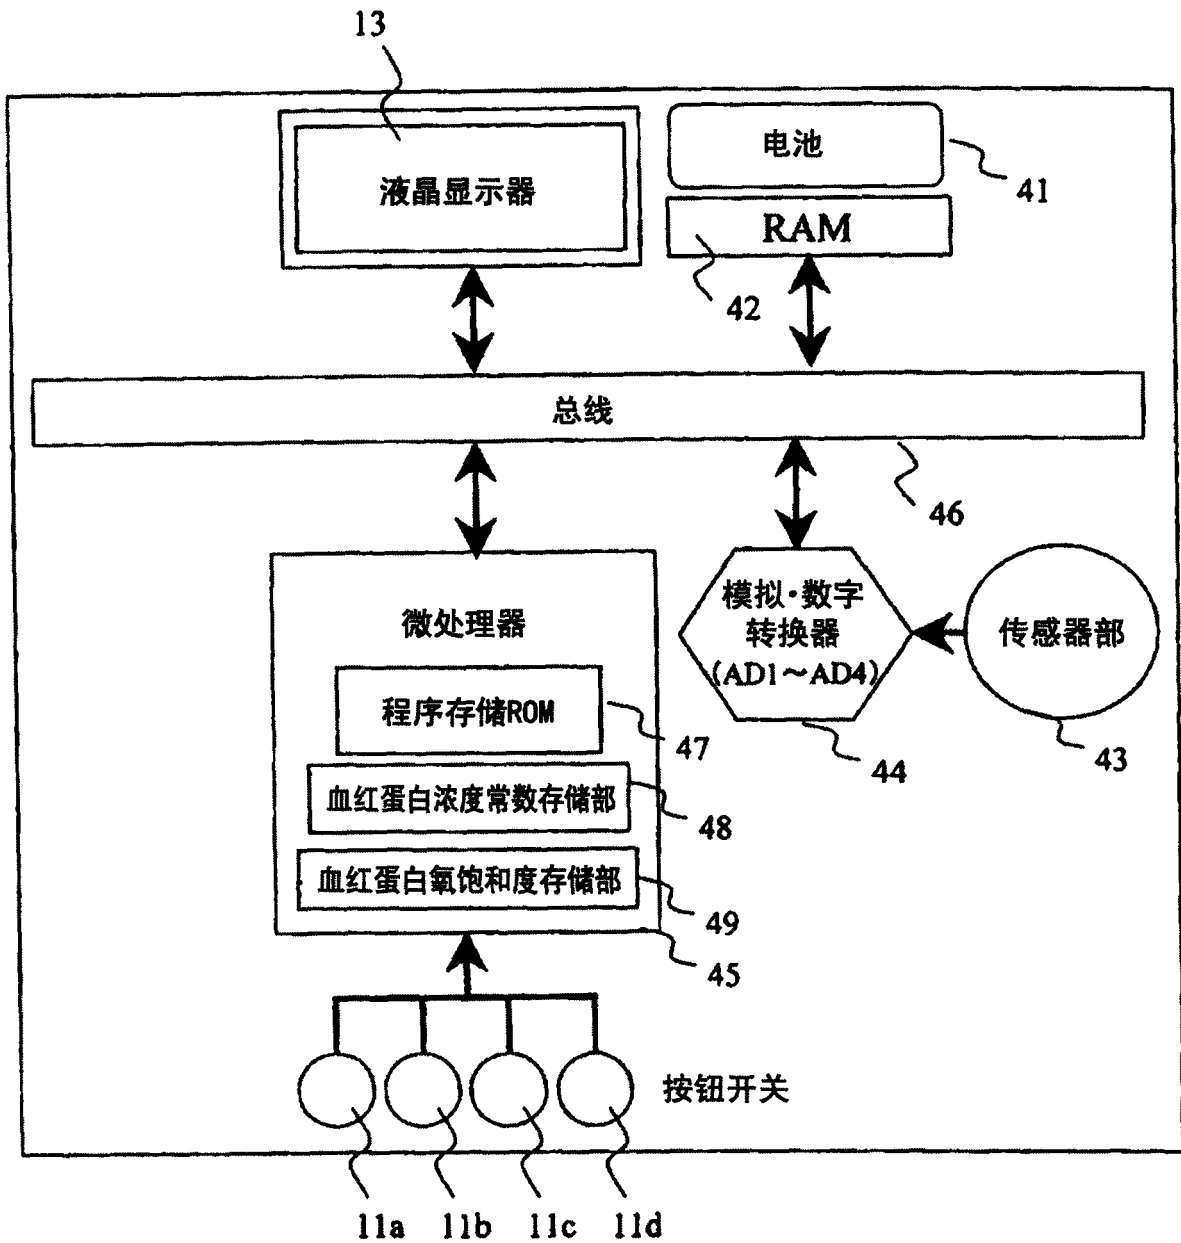 13
电池
液晶显示器
41
RAM
42
总线
46
微处理器
模拟·数字
转换器
(AD1～AD4)
传感器部
程序存储ROM
47
44
43
血红蛋白浓度常数存储部
48
血红蛋白氧饱和度存储部
49
45
按钮开关
11a
11b
11c
11d